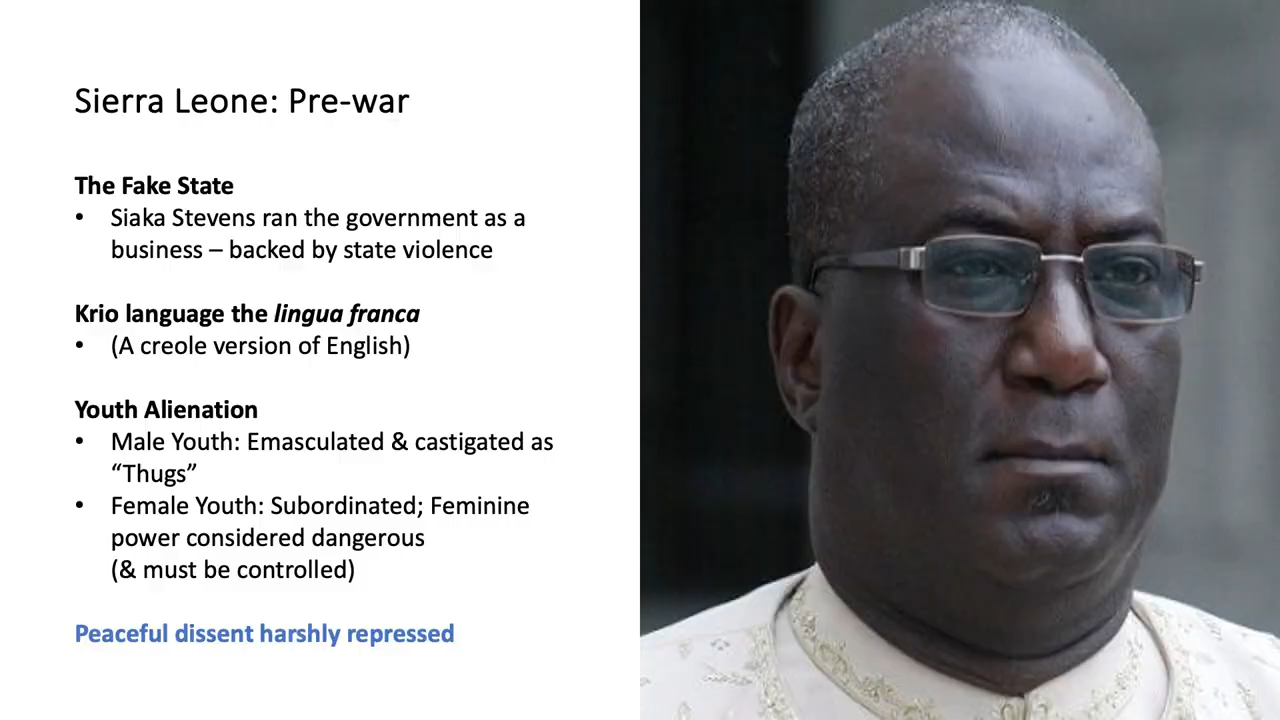 Sierra Leone: Pre-war
The Fake State
• Siaka Stevens ran the government as a
business – backed by state violence
Krio language the lingua franca
• (A creole version of English)
Youth Alienation
• Male Youth: Emasculated & castigated as
“Thugs”
• Female Youth: Subordinated; Feminine
power considered dangerous
(& must be controlled)
Peaceful dissent harshly repressed